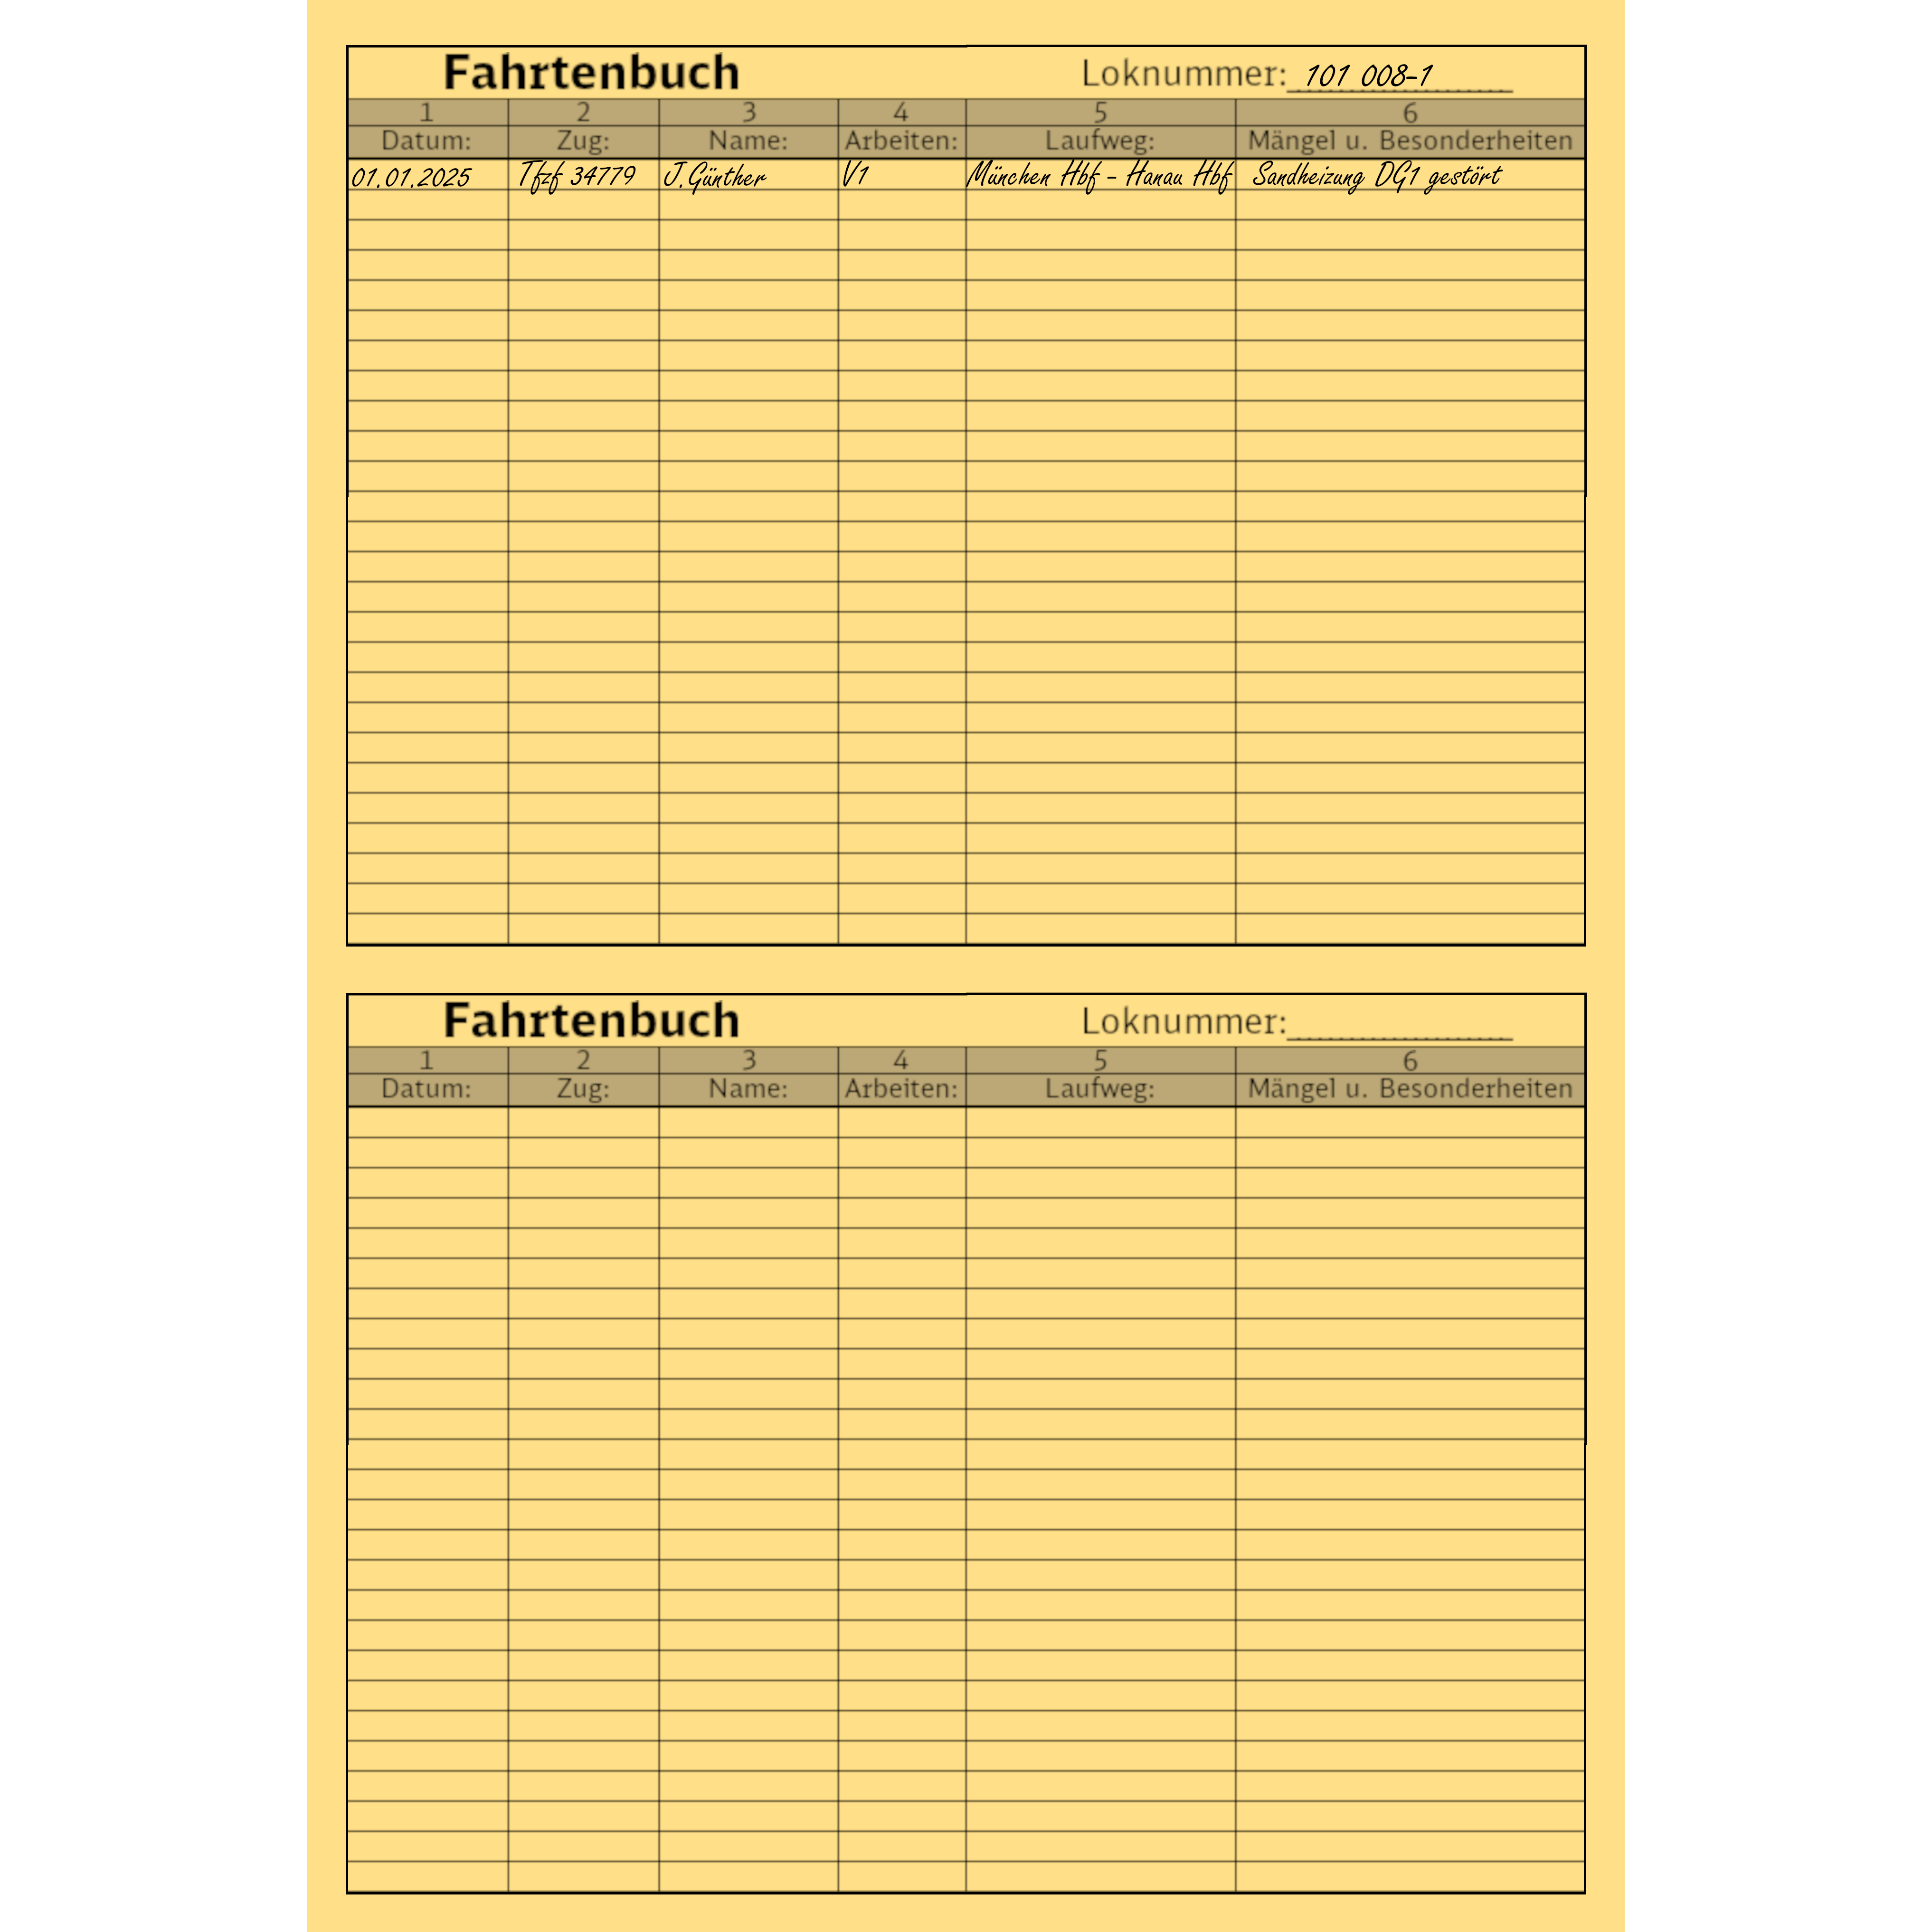 Fahrtenbuch Loknummer: 101 008-1
1 2 3 4 5 6
Datum: Zug: Name: Arbeiten: Laufweg: Mängel u. Besonderheiten
01.01.2025 Tfzf 34779 J.Günther V1 München Hbf - Hanau Hbf Sandheizung DG1 gestört
Fahrtenbuch Loknummer:
1 2 3 4 5 6
Datum: Zug: Name: Arbeiten: Laufweg: Mängel u. Besonderheiten